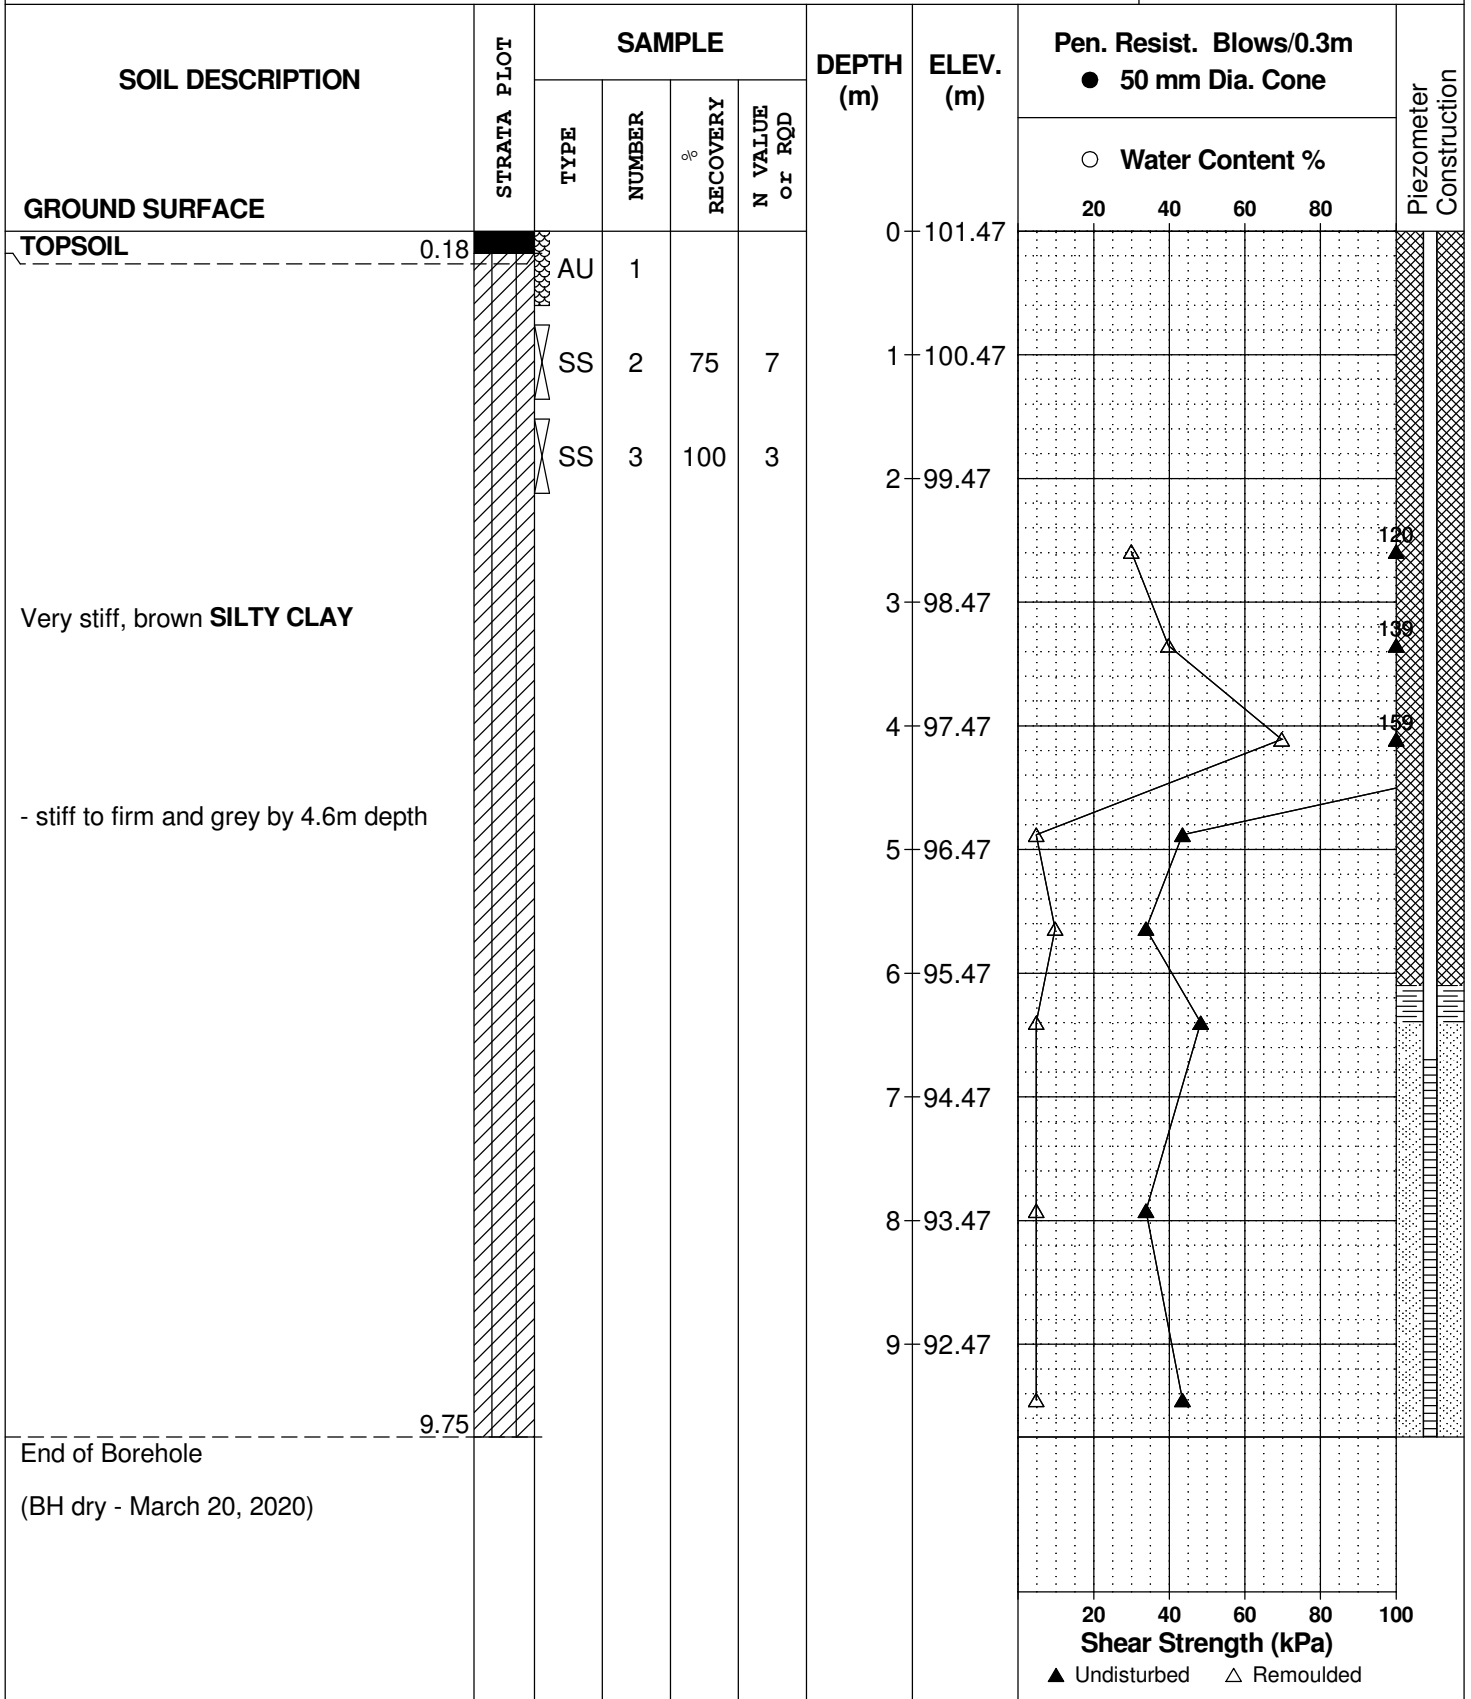 SOIL DESCRIPTION
GROUND SURFACE
STRATA PLOT
SAMPLE
TYPE
NUMBER
%
RECOVERY
N VALUE
or RQD
DEPTH
(m)
ELEV.
(m)
Pen. Resist. Blows/0.3m
● 50 mm Dia. Cone
○ Water Content %
20 40 60 80
Piezometer
Construction
TOPSOIL 0.18
AU 1
SS 2 75 7
SS 3 100 3
0 101.47
1 100.47
2 99.47
120
3 98.47
Very stiff, brown SILTY CLAY
139
4 97.47
159
- stiff to firm and grey by 4.6m depth
5 96.47
6 95.47
7 94.47
8 93.47
9 92.47
9.75
End of Borehole
(BH dry - March 20, 2020)
20 40 60 80 100
Shear Strength (kPa)
▲ Undisturbed △ Remoulded